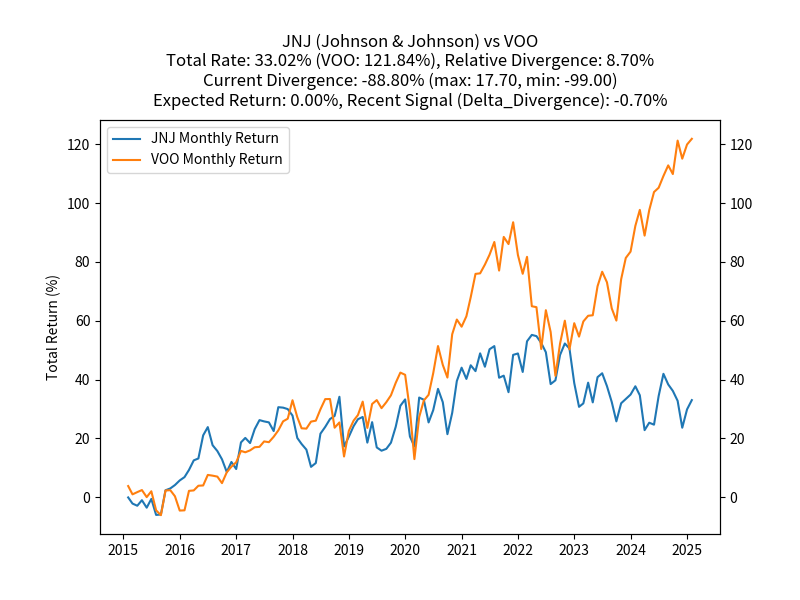 JNJ (Johnson & Johnson) vs VOO
Total Rate: 33.02% (VOO: 121.84%), Relative Divergence: 8.70%
Current Divergence: -88.80% (max: 17.70, min: -99.00)
Expected Return: 0.00%, Recent Signal (Delta_Divergence): -0.70%
JNJ Monthly Return
VOO Monthly Return
Total Return (%)
120 120
100 100
80 80
60 60
40 40
20 20
0 0
2015 2016 2017 2018 2019 2020 2021 2022 2023 2024 2025